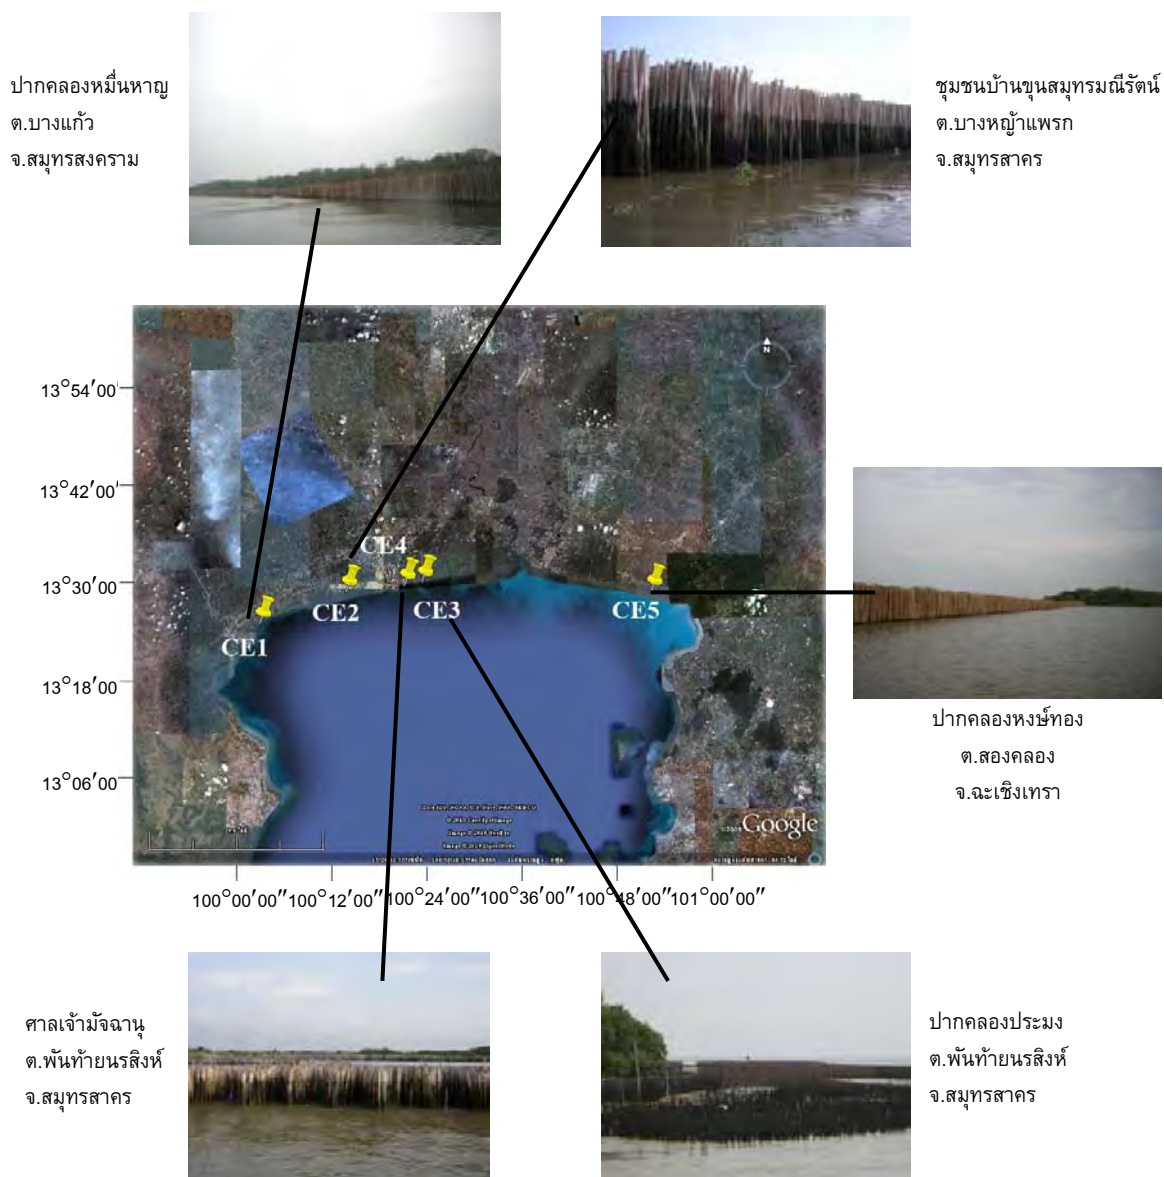 ปากคลองหมื่นหาญ
ต.บางแก้ว
จ.สมุทรสงคราม
ชุมชนบ้านขุนสมุทรมณีรัตน์
ต.บางหญ้าแพรก
จ.สมุทรสาคร
N
13°54′00
13°42′00
13°30′00
13°18′00
13°06′00
CE4
CE2
CE3
CE5
CE1
ปากคลองหงษ์ทอง
ต.สองคลอง
จ.ฉะเชิงเทรา
Google
100°00′00″ 100°12′00″ 100°24′00″ 100°36′00″ 100°48′00″ 101°00′00″
ศาลเจ้ามัจฉานุ
ต.พันท้ายนรสิงห์
จ.สมุทรสาคร
ปากคลองประมง
ต.พันท้ายนรสิงห์
จ.สมุทรสาคร